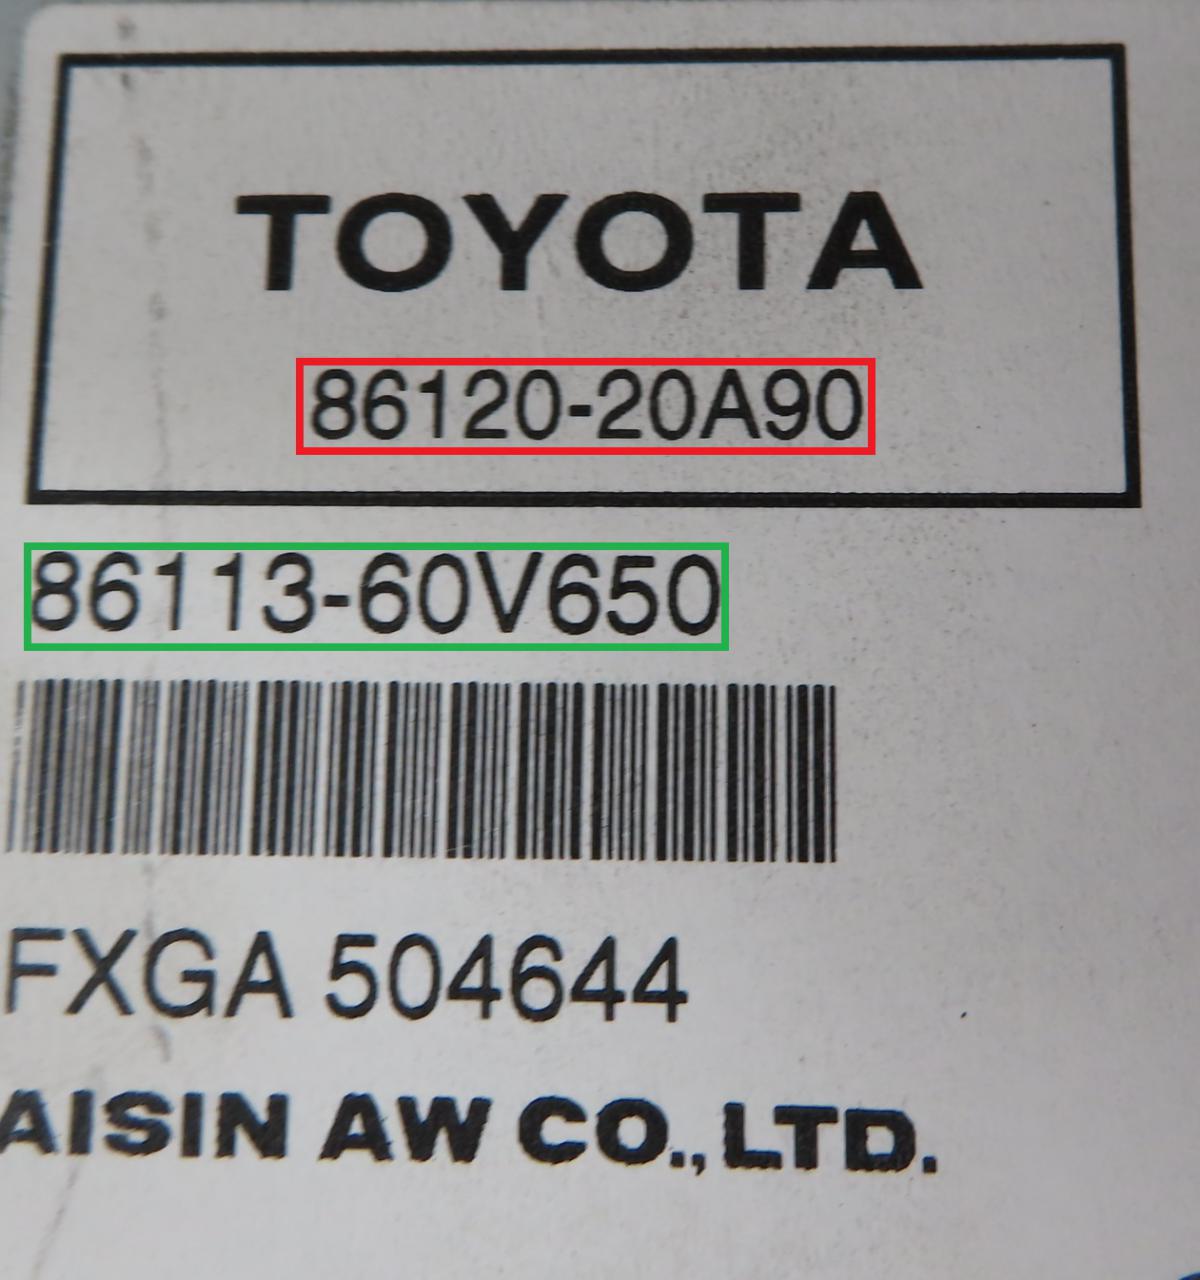 TOYOTA
86120-20A90
86113-60V650
FXGA 504644
AISIN AW CO.,LTD.